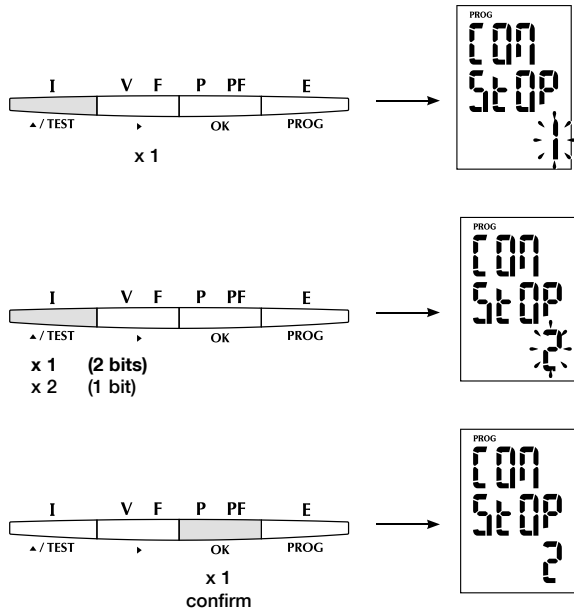 PROG
COM
I V F P PF E
StOP
/ TEST OK PROG
1
x 1
PROG
COM
I V F P PF E
StOP
/ TEST OK PROG
2
x 1 (2 bits)
x 2 (1 bit)
PROG
COM
I V F P PF E
StOP
/ TEST OK PROG
2
x 1
confirm